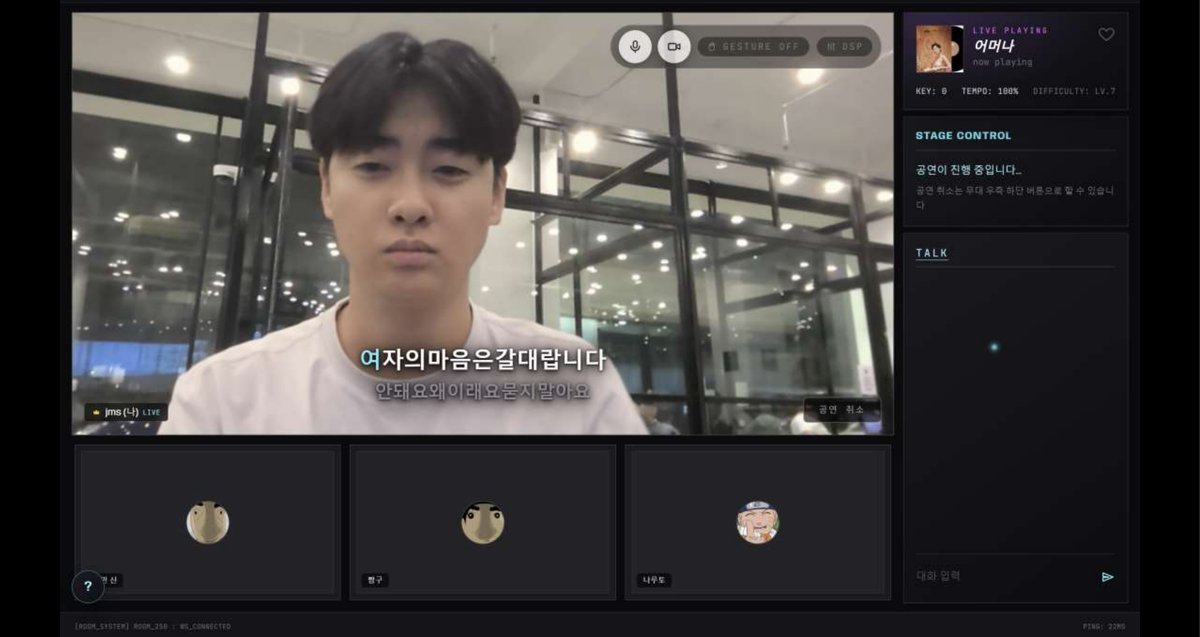 GESTURE OFF
DSP
여자의마음은갈대랍니다
안돼요왜이래요묻지말아요
jms (나) LIVE
공연 취소
짱구
나루토
?
[ROOM_SYSTEM] ROOM_250 : WS_CONNECTED
LIVE PLAYING
어머나
now playing
KEY: 0 TEMPO: 100% DIFFICULTY: LV.7
STAGE CONTROL
공연이 진행 중입니다...
공연 취소는 무대 우측 하단 버튼으로 할 수 있습니
다
TALK
대화 입력
PING: 22MS